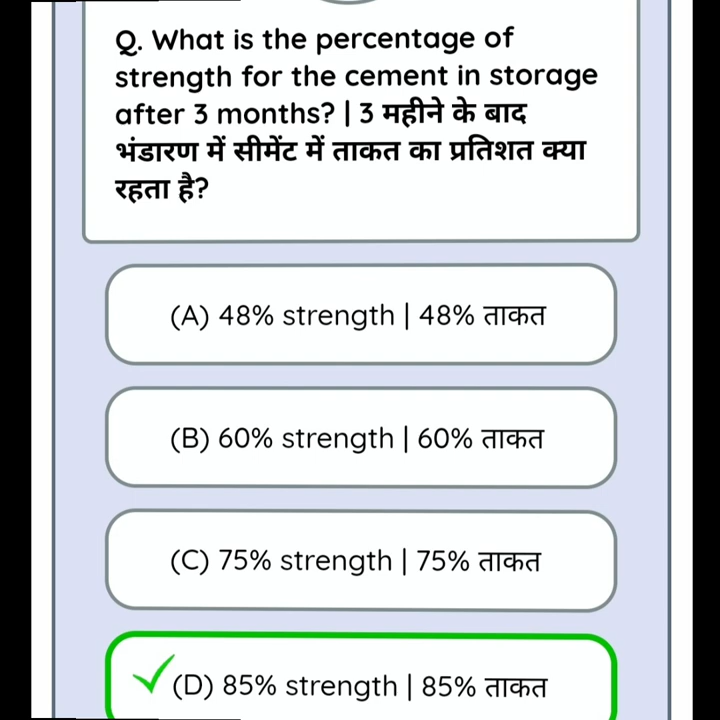 Q. What is the percentage of
strength for the cement in storage
after 3 months? | 3 महीने के बाद
भंडारण में सीमेंट में ताकत का प्रतिशत क्या
रहता है?
(A) 48% strength | 48% ताकत
(B) 60% strength | 60% ताकत
(C) 75% strength | 75% ताकत
(D) 85% strength | 85% ताकत